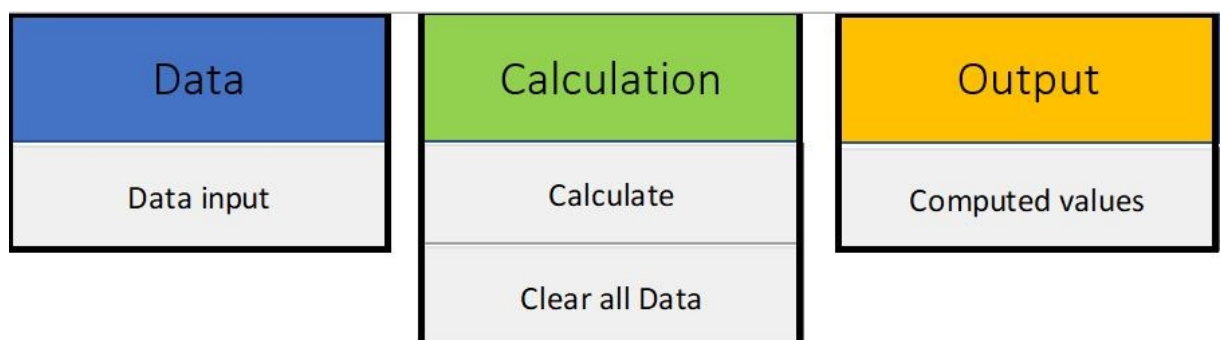 Data
Data input
Calculation
Calculate
Clear all Data
Output
Computed values